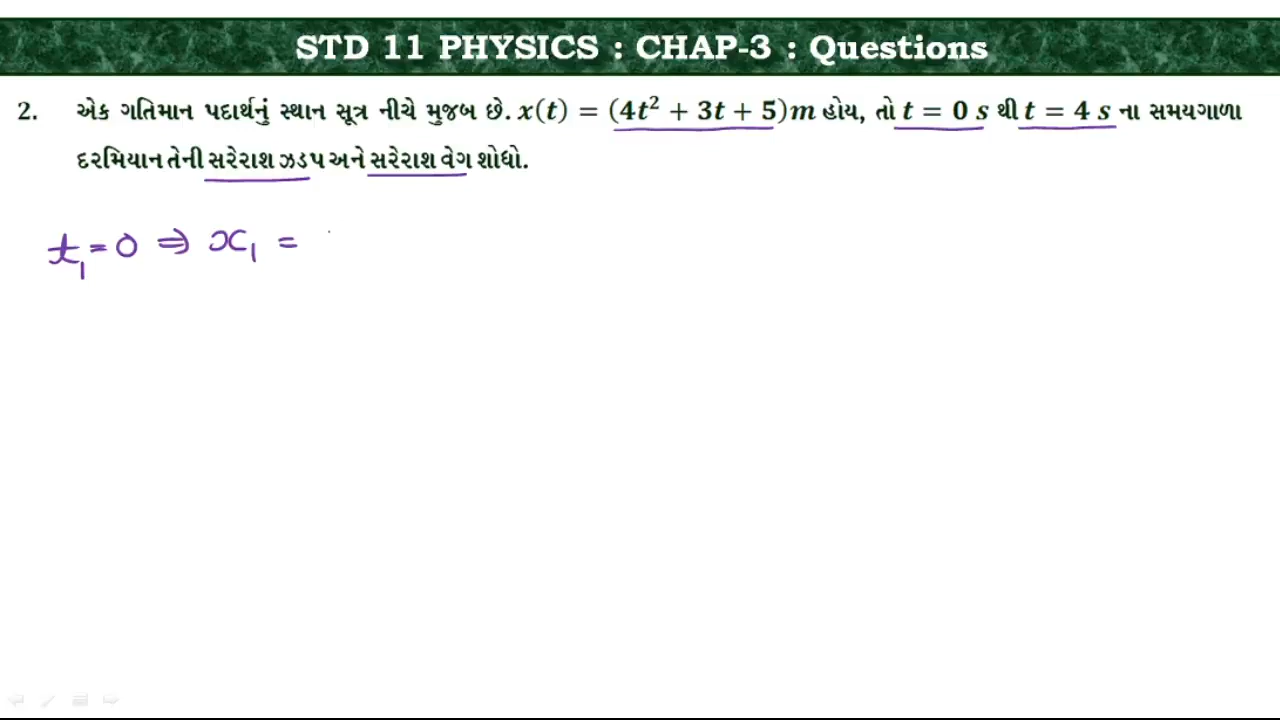 STD 11 PHYSICS : CHAP-3 : Questions
2. એક ગતિમાન પદાર્થનું સ્થાન સૂત્ર નીચે મુજબ છે. x(t) = (4t² + 3t + 5)m હોય, તો t = 0 s થી t = 4 s ના સમયગાળા
દરમિયાન તેની સરેરાશ ઝડપ અને સરેરાશ વેગ શોધો.
t₁ = 0 ⇒ x₁ =